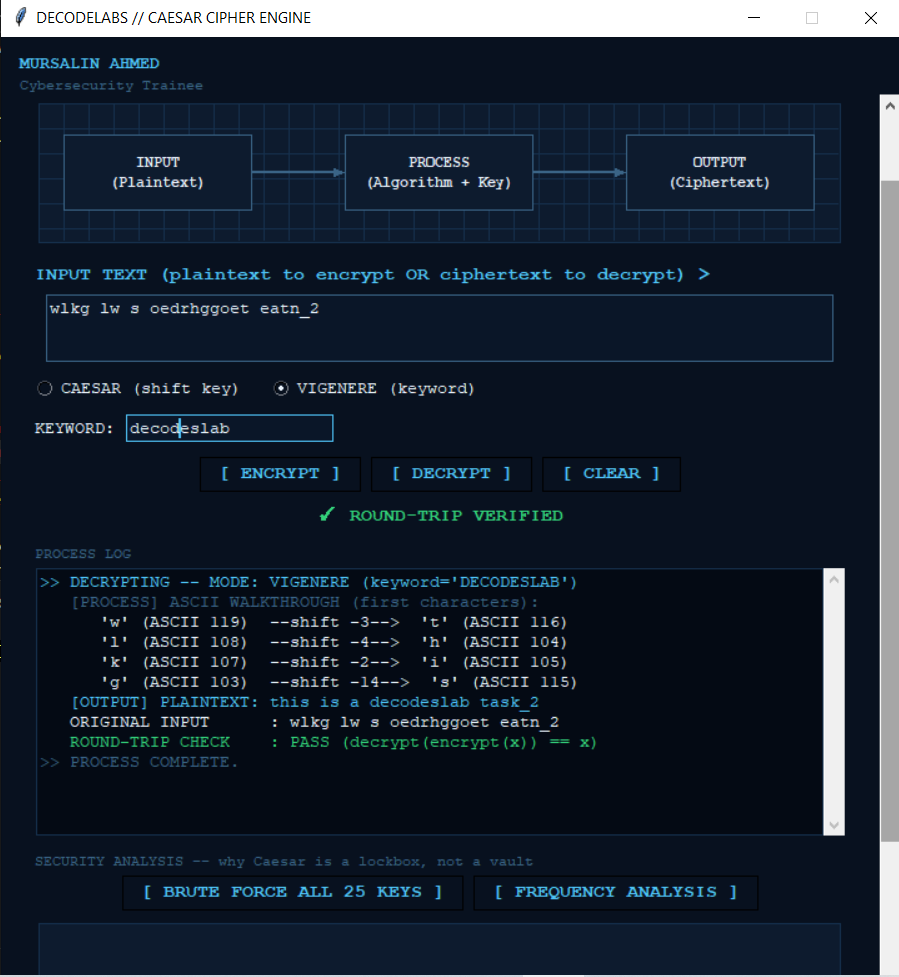 DECODELABS // CAESAR CIPHER ENGINE
MURSALIN AHMED
Cybersecurity Trainee
INPUT
(Plaintext)
PROCESS
(Algorithm + Key)
OUTPUT
(Ciphertext)
INPUT TEXT (plaintext to encrypt OR ciphertext to decrypt) >
wlkg lw s oedrhggoet eatn_2
CAESAR (shift key) VIGENERE (keyword)
KEYWORD: decodeslab
[ ENCRYPT ] [ DECRYPT ] [ CLEAR ]
✓ ROUND-TRIP VERIFIED
PROCESS LOG
>> DECRYPTING -- MODE: VIGENERE (keyword='DECODESLAB')
[PROCESS] ASCII WALKTHROUGH (first characters):
'w' (ASCII 119) --shift -3--> 't' (ASCII 116)
'l' (ASCII 108) --shift -4--> 'h' (ASCII 104)
'k' (ASCII 107) --shift -2--> 'i' (ASCII 105)
'g' (ASCII 103) --shift -14--> 's' (ASCII 115)
[OUTPUT] PLAINTEXT: this is a decodeslab task_2
ORIGINAL INPUT : wlkg lw s oedrhggoet eatn_2
ROUND-TRIP CHECK : PASS (decrypt(encrypt(x)) == x)
>> PROCESS COMPLETE.
SECURITY ANALYSIS -- why Caesar is a lockbox, not a vault
[ BRUTE FORCE ALL 25 KEYS ] [ FREQUENCY ANALYSIS ]